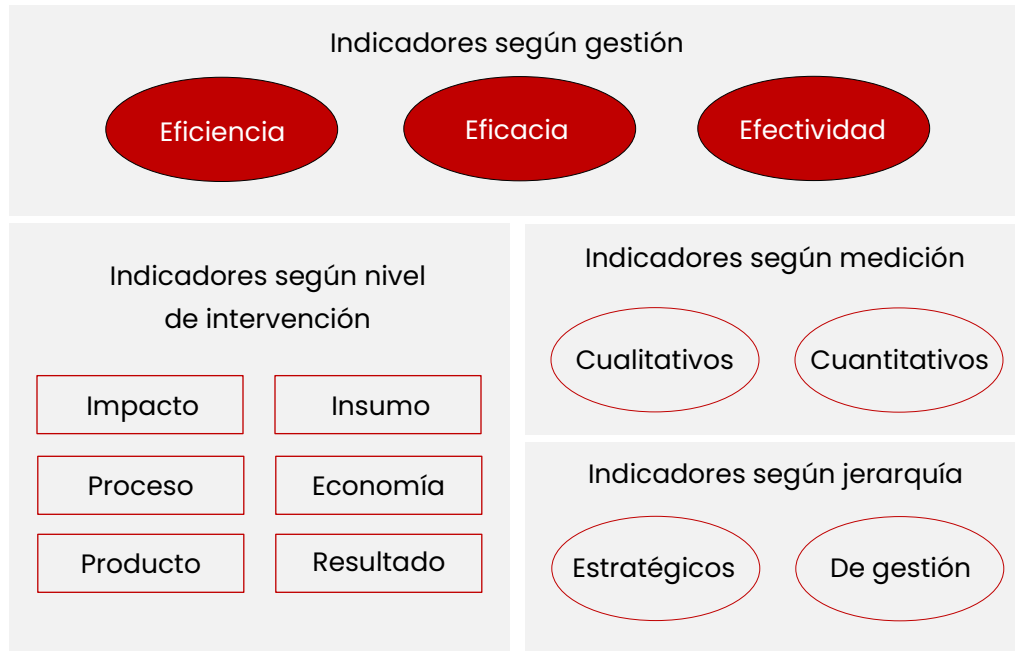 Indicadores según gestión
Eficiencia
Eficacia
Efectividad
Indicadores según nivel
de intervención
Impacto
Insumo
Proceso
Economía
Producto
Resultado
Indicadores según medición
Cualitativos
Cuantitativos
Indicadores según jerarquía
Estratégicos
De gestión